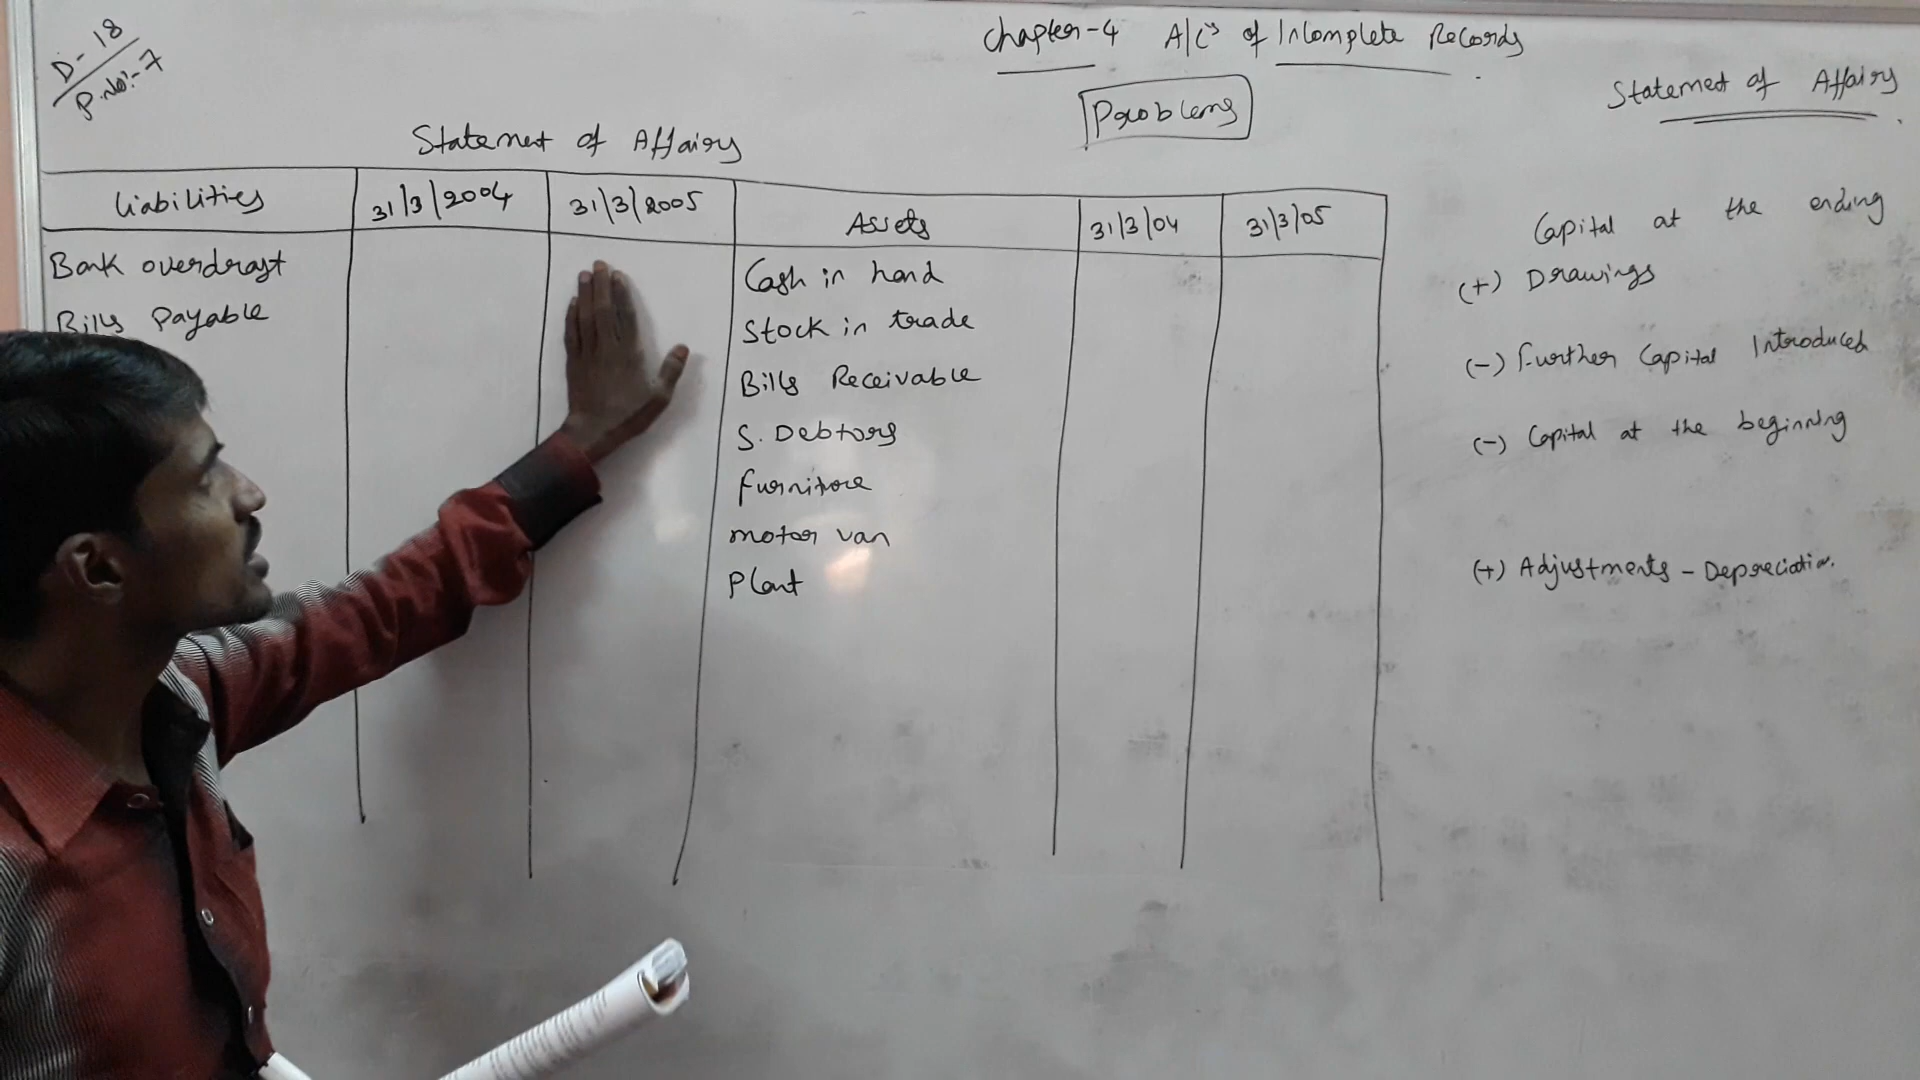 D-18
P.No:-7
Chapter-4 A/c's of Incomplete Records
Problems
Statement of Affairs
Statement of Affairs
Liabilities 31/3/2004 31/3/2005 Assets 31/3/04 31/3/05
Bank overdraft
Bills Payable
Cash in hand
Stock in trade
Bills Receivable
S. Debtors
Furniture
motor van
Plant
Capital at the ending
(+) Drawings
(-) Further Capital Introduced
(-) Capital at the beginning
(+) Adjustments - Depreciation.